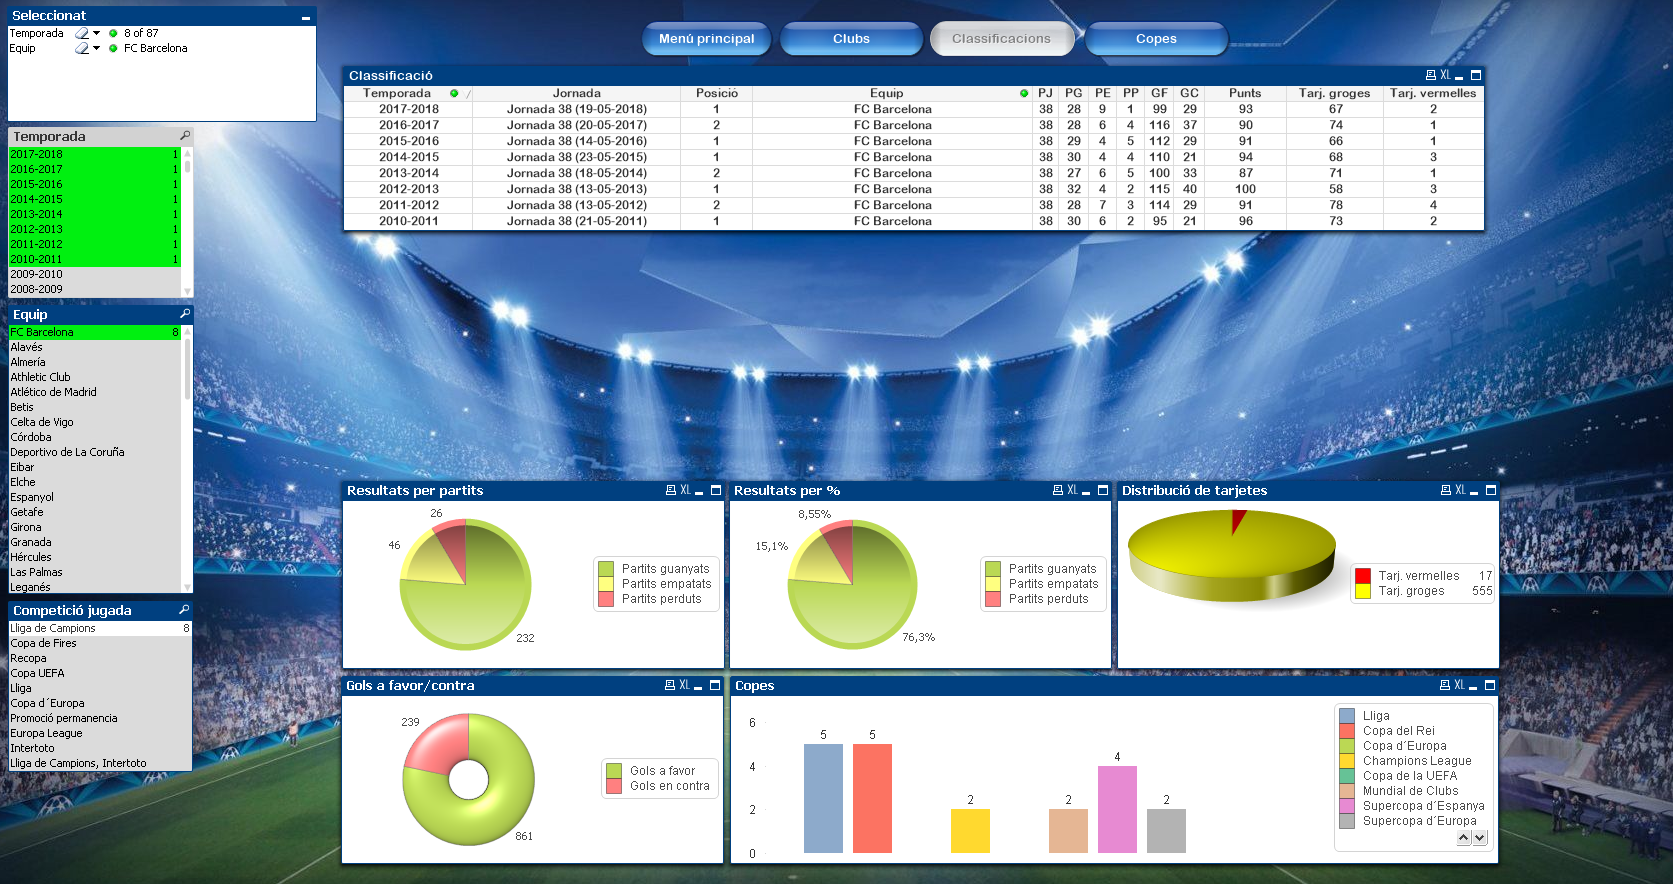 Seleccionat
Temporada 8 of 87
Equip FC Barcelona
Menú principal
Clubs
Classificacions
Copes
Classificació XL
Temporada / Jornada Posició Equip PJ PG PE PP GF GC Punts Tarj. groges Tarj. vermelles
2017-2018 Jornada 38 (19-05-2018) 1 FC Barcelona 38 28 9 1 99 29 93 67 2
2016-2017 Jornada 38 (20-05-2017) 2 FC Barcelona 38 28 6 4 116 37 90 74 1
2015-2016 Jornada 38 (14-05-2016) 1 FC Barcelona 38 29 4 5 112 29 91 66 1
2014-2015 Jornada 38 (23-05-2015) 1 FC Barcelona 38 30 4 4 110 21 94 68 3
2013-2014 Jornada 38 (18-05-2014) 2 FC Barcelona 38 27 6 5 100 33 87 71 1
2012-2013 Jornada 38 (13-05-2013) 1 FC Barcelona 38 32 4 2 115 40 100 58 3
2011-2012 Jornada 38 (13-05-2012) 2 FC Barcelona 38 28 7 3 114 29 91 78 4
2010-2011 Jornada 38 (21-05-2011) 1 FC Barcelona 38 30 6 2 95 21 96 73 2
Temporada
2017-2018 1
2016-2017 1
2015-2016 1
2014-2015 1
2013-2014 1
2012-2013 1
2011-2012 1
2010-2011 1
2009-2010
2008-2009
Equip
FC Barcelona 8
Alavés
Almería
Athletic Club
Atlético de Madrid
Betis
Celta de Vigo
Córdoba
Deportivo de La Coruña
Eibar
Elche
Espanyol
Getafe
Girona
Granada
Hércules
Las Palmas
Leganés
Competició jugada
Lliga de Campions 8
Copa de Fires
Recopa
Copa UEFA
Lliga
Copa d´Europa
Promoció permanencia
Europa League
Intertoto
Lliga de Campions, Intertoto
Resultats per partits XL
26
46
232
Partits guanyats
Partits empatats
Partits perduts
Resultats per % XL
8,55%
15,1%
76,3%
Partits guanyats
Partits empatats
Partits perduts
Distribució de tarjetes XL
Tarj. vermelles 17
Tarj. groges 555
Gols a favor/contra XL
239
861
Gols a favor
Gols en contra
Copes XL
6
4
2
0
5
5
2
2
4
2
Lliga
Copa del Rei
Copa d´Europa
Champions League
Copa de la UEFA
Mundial de Clubs
Supercopa d´Espanya
Supercopa d´Europa